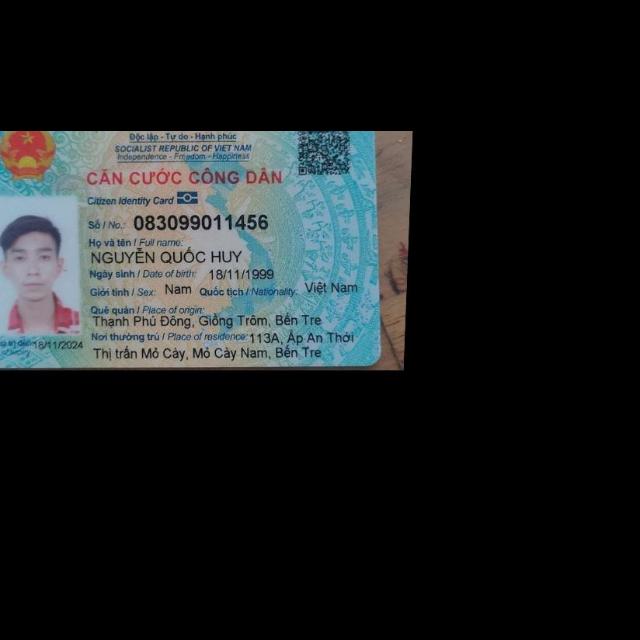 Độc lập - Tự do - Hạnh phúc
SOCIALIST REPUBLIC OF VIET NAM
Independence - Freedom - Happiness
CĂN CƯỚC CÔNG DÂN
Citizen Identity Card
Số / No.: 083099011456
Họ và tên / Full name:
NGUYỄN QUỐC HUY
Ngày sinh / Date of birth: 18/11/1999
Giới tính / Sex: Nam Quốc tịch / Nationality: Việt Nam
Quê quán / Place of origin:
Thạnh Phú Đông, Giồng Trôm, Bến Tre
Nơi thường trú / Place of residence: 113A, Ấp An Thới
Thị trấn Mỏ Cày, Mỏ Cày Nam, Bến Tre
18/11/2024